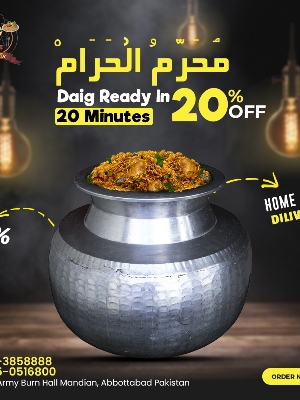 مُحَرَّمُ الْحَرَام
Daig Ready In
20 Minutes
20%
OFF
%
HOME
-3858888
-0516800
Army Burn Hall Mandian, Abbottabad Pakistan
ORDER N